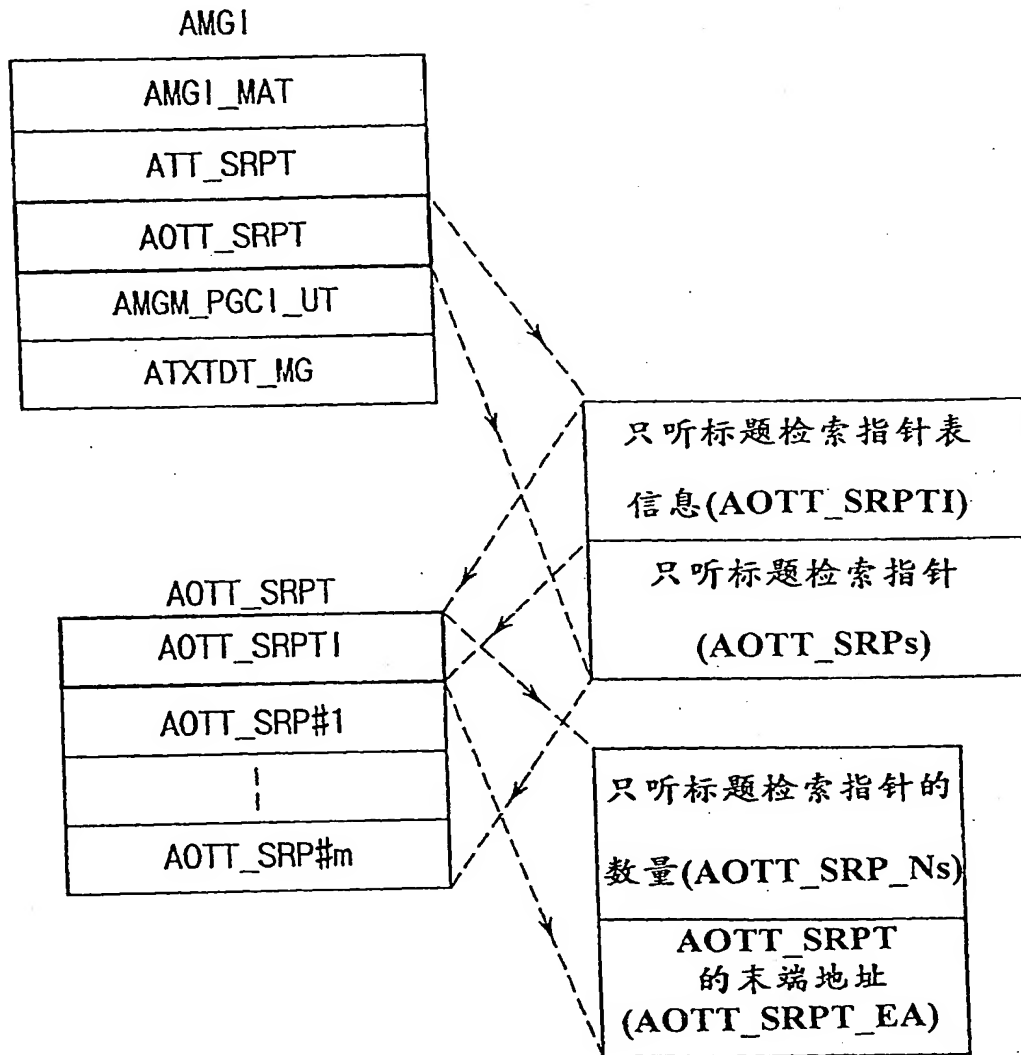 AMGI
AMGI_MAT
ATT_SRPT
AOTT_SRPT
AMGM_PGCI_UT
ATXTDT_MG
只听标题检索指针表
信息(AOTT_SRPTI)
只听标题检索指针
(AOTT_SRPs)
AOTT_SRPT
AOTT_SRPTI
AOTT_SRP#1
AOTT_SRP#m
只听标题检索指针的
数量(AOTT_SRP_Ns)
AOTT_SRPT
的末端地址
(AOTT_SRPT_EA)